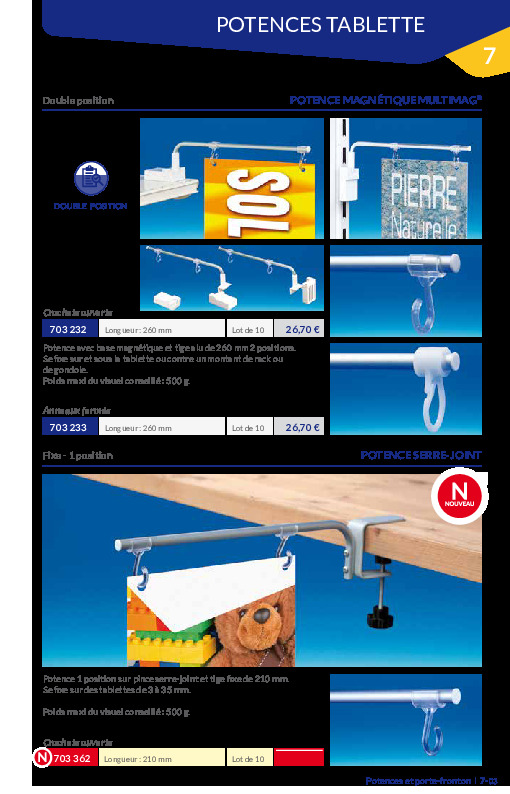 POTENCES TABLETTE
7
Double position
POTENCE MAGNÉTIQUE MULTIMAG®
DOUBLE POSITION
SOL
PIERRE
Naturelle
Crochets ouverts
703 232
Longueur : 260 mm
Lot de 10
26,70 €
Potence avec base magnétique et tige alu de 260 mm 2 positions.
Se fixe sur et sous la tablette ou contre un montant de rack ou
de gondole.
Poids maxi du visuel conseillé : 500 g.
Anneaux fermés
703 233
Longueur : 260 mm
Lot de 10
26,70 €
Fixe - 1 position
POTENCE SERRE-JOINT
N
NOUVEAU
Potence 1 position sur pince serre-joint et tige fixe de 210 mm.
Se fixe sur des tablettes de 3 à 35 mm.
Poids maxi du visuel conseillé : 500 g.
Crochets ouverts
N
703 362
Longueur : 210 mm
Lot de 10
Potences et porte-fronton | 7-03